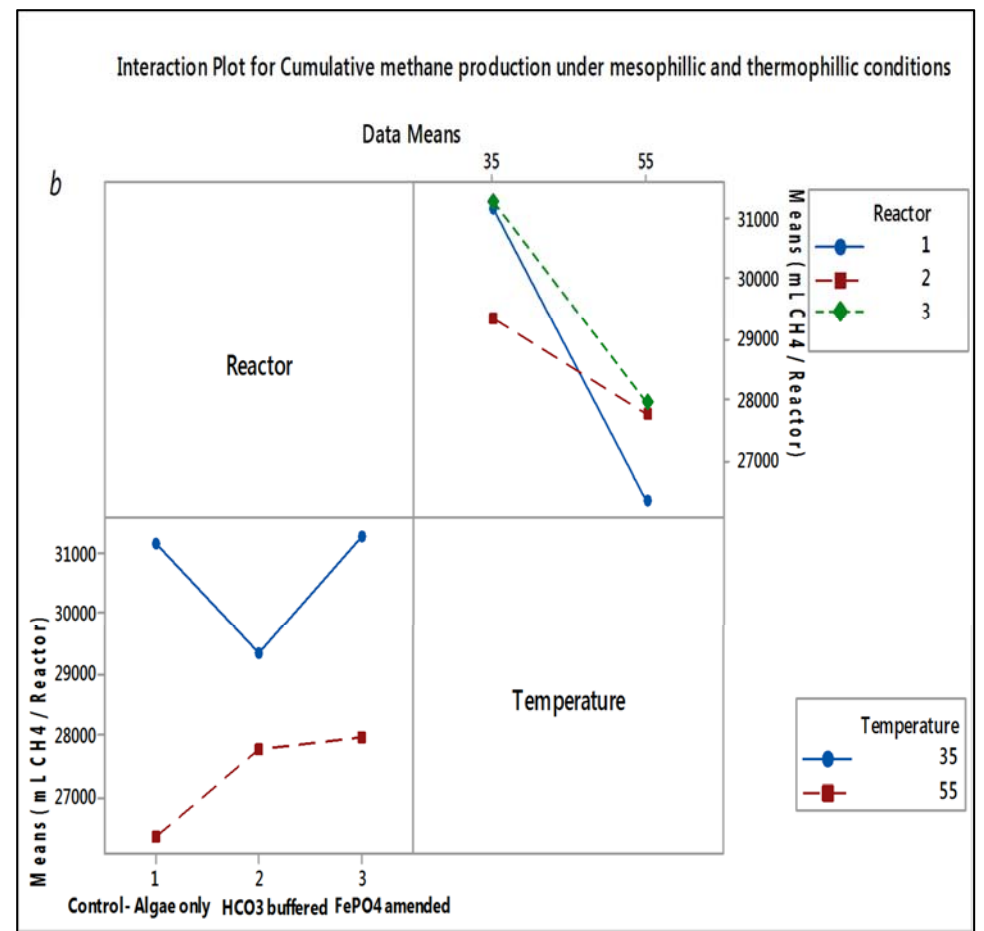 Interaction Plot for Cumulative methane production under mesophillic and thermophillic conditions
Data Means
b
35 55
Reactor
31000
30000
29000
28000
27000
Means ( mL CH4 / Reactor)
Reactor
1
2
3
31000
30000
29000
28000
27000
Means ( mL CH4 / Reactor)
Temperature
Temperature
35
55
1 2 3
Control- Algae only HCO3 buffered FePO4 amended